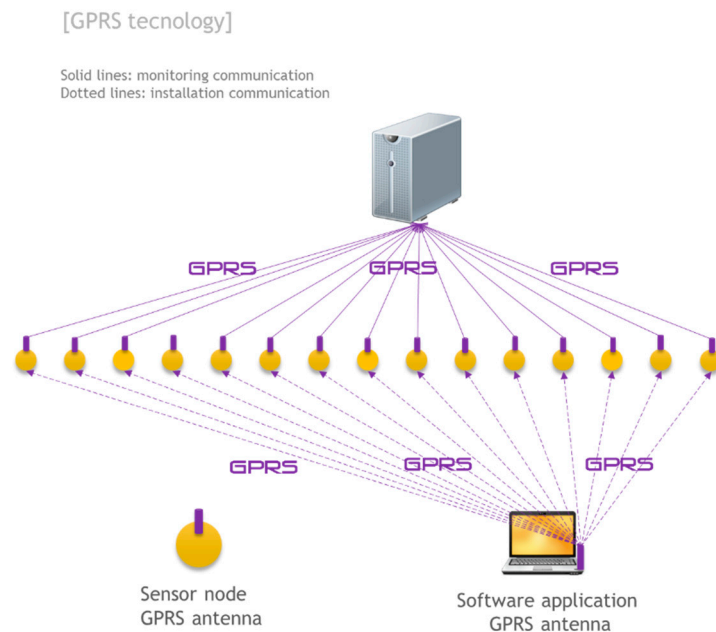 [GPRS tecnology]
Solid lines: monitoring communication
Dotted lines: installation communication
GPRS GPRS GPRS
GPRS GPRS GPRS
Sensor node
GPRS antenna
Software application
GPRS antenna